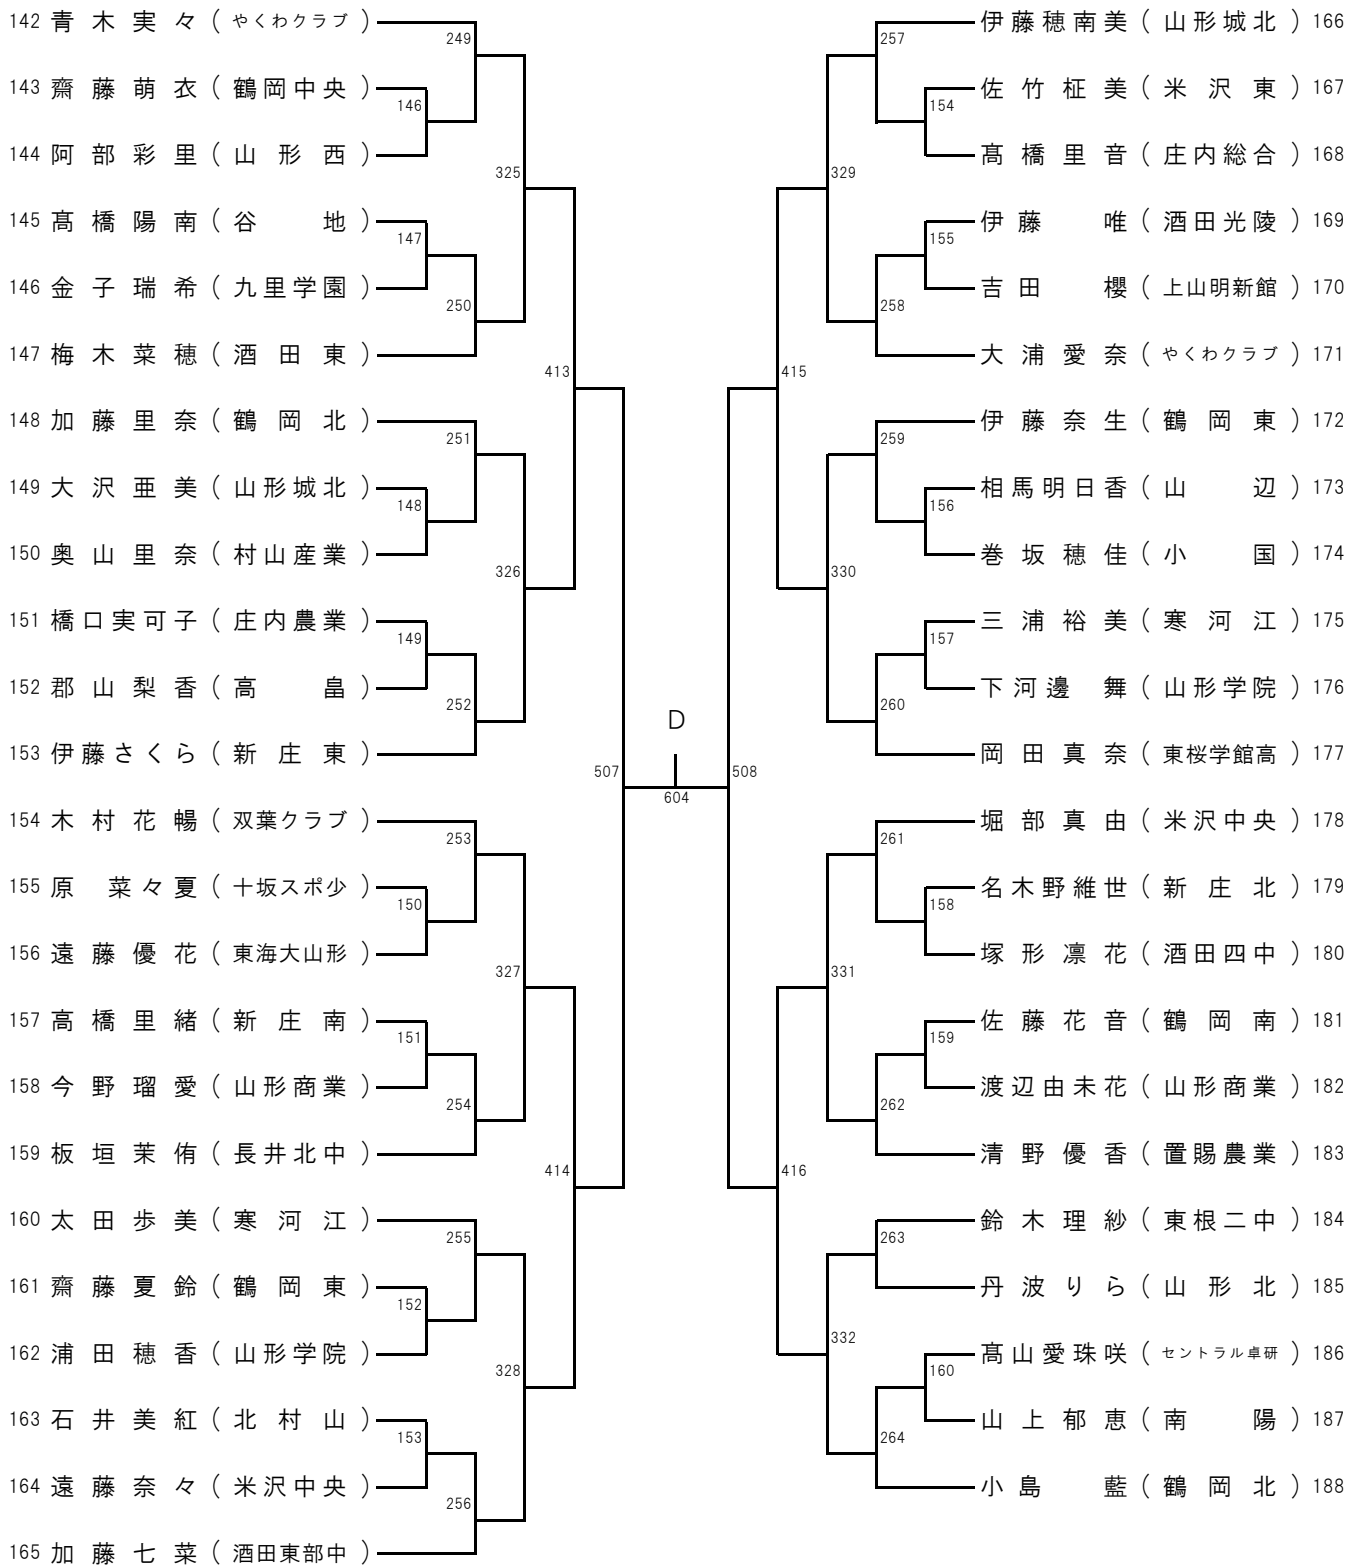 142 青木実々 (やくわクラブ)
249
143 齋藤萌衣 (鶴岡中央)
146
144 阿部彩里 (山形西)
325
145 髙橋陽南 (谷地)
147
146 金子瑞希 (九里学園)
250
147 梅木菜穂 (酒田東)
413
148 加藤里奈 (鶴岡北)
251
149 大沢亜美 (山形城北)
148
150 奥山里奈 (村山産業)
326
151 橋口実可子 (庄内農業)
149
152 郡山梨香 (高畠)
252
153 伊藤さくら (新庄東)
507
154 木村花暢 (双葉クラブ)
253
155 原菜々夏 (十坂スポ少)
150
156 遠藤優花 (東海大山形)
327
157 高橋里緒 (新庄南)
151
158 今野瑠愛 (山形商業)
254
159 板垣茉侑 (長井北中)
414
160 太田歩美 (寒河江)
255
161 齋藤夏鈴 (鶴岡東)
152
162 浦田穂香 (山形学院)
328
163 石井美紅 (北村山)
153
164 遠藤奈々 (米沢中央)
256
165 加藤七菜 (酒田東部中)
D
604
伊藤穂南美 (山形城北) 166
257
佐竹柾美 (米沢東) 167
154
髙橋里音 (庄内総合) 168
329
伊藤唯 (酒田光陵) 169
155
吉田櫻 (上山明新館) 170
258
大浦愛奈 (やくわクラブ) 171
415
伊藤奈生 (鶴岡東) 172
259
相馬明日香 (山辺) 173
156
巻坂穂佳 (小国) 174
330
三浦裕美 (寒河江) 175
157
下河邊舞 (山形学院) 176
260
岡田真奈 (東桜学館高) 177
508
堀部真由 (米沢中央) 178
261
名木野維世 (新庄北) 179
158
塚形凛花 (酒田四中) 180
331
佐藤花音 (鶴岡南) 181
159
渡辺由未花 (山形商業) 182
262
清野優香 (置賜農業) 183
416
鈴木理紗 (東根二中) 184
263
丹波りら (山形北) 185
332
髙山愛珠咲 (セントラル卓研) 186
160
山上郁恵 (南陽) 187
264
小島藍 (鶴岡北) 188